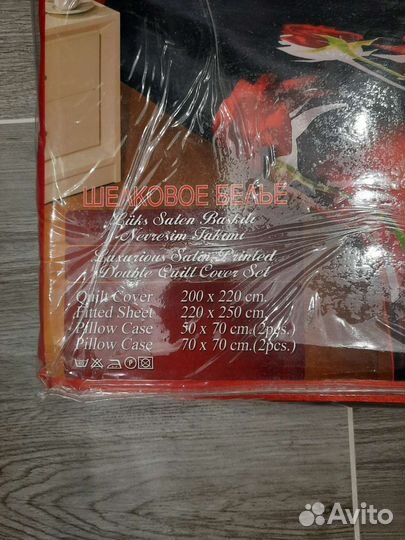 ШЕЛКОВОЕ БЕЛЬЕ
Lüks Saten Baskılı
Nevresim Takımı
Luxurious Satin Printed
Double Quilt Cover Set
Quilt Cover 200 x 220 cm.
Fitted Sheet 220 x 250 cm.
Pillow Case 50 x 70 cm.(2pcs.)
Pillow Case 70 x 70 cm.(2pcs.)
P
Avito